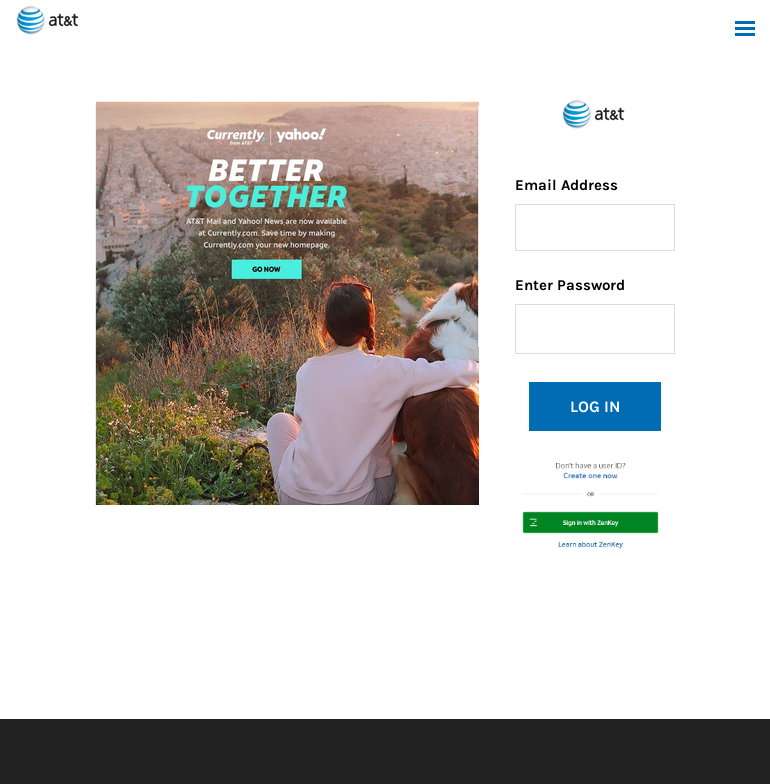 at&t
Currently
from AT&T
yahoo!
BETTER
TOGETHER
AT&T Mail and Yahoo! News are now available
at Currently.com. Save time by making
Currently.com your new homepage.
GO NOW
at&t
Email Address
Enter Password
LOG IN
Don't have a user ID?
Create one now
OR
Sign in with ZenKey
Learn about ZenKey